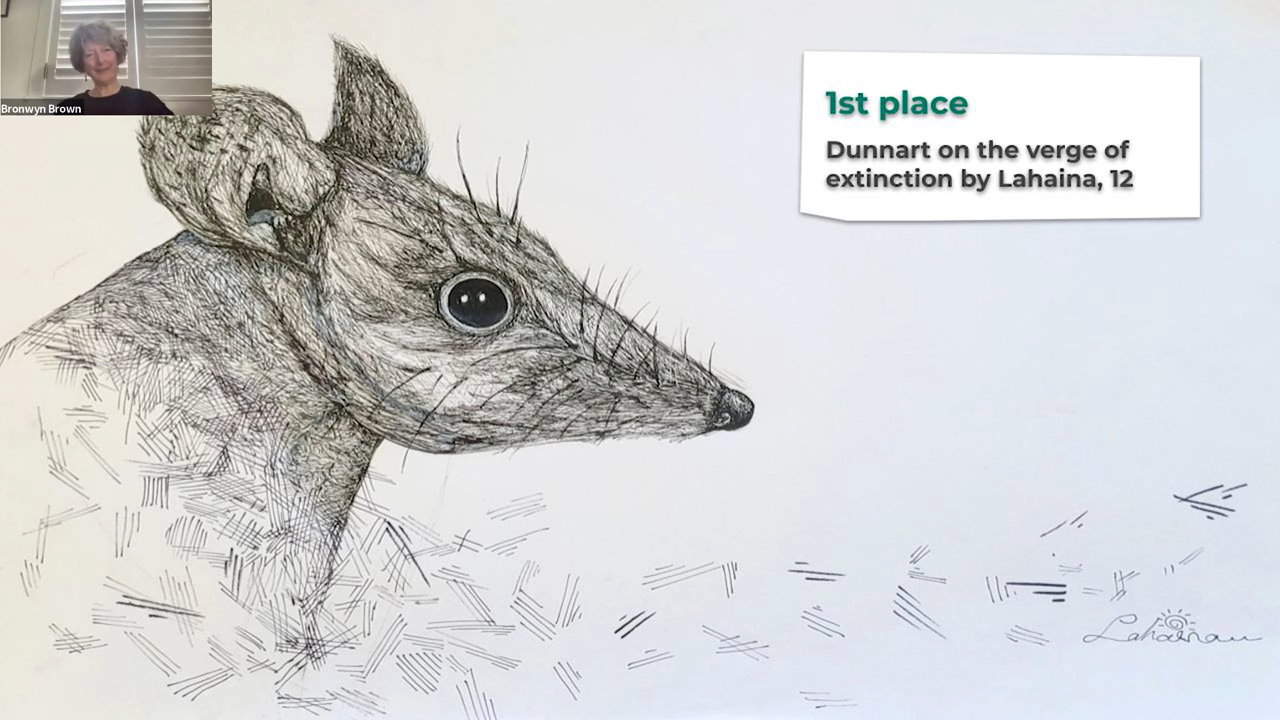 Bronwyn Brown
1st place
Dunnart on the verge of
extinction by Lahaina, 12
Lahaina